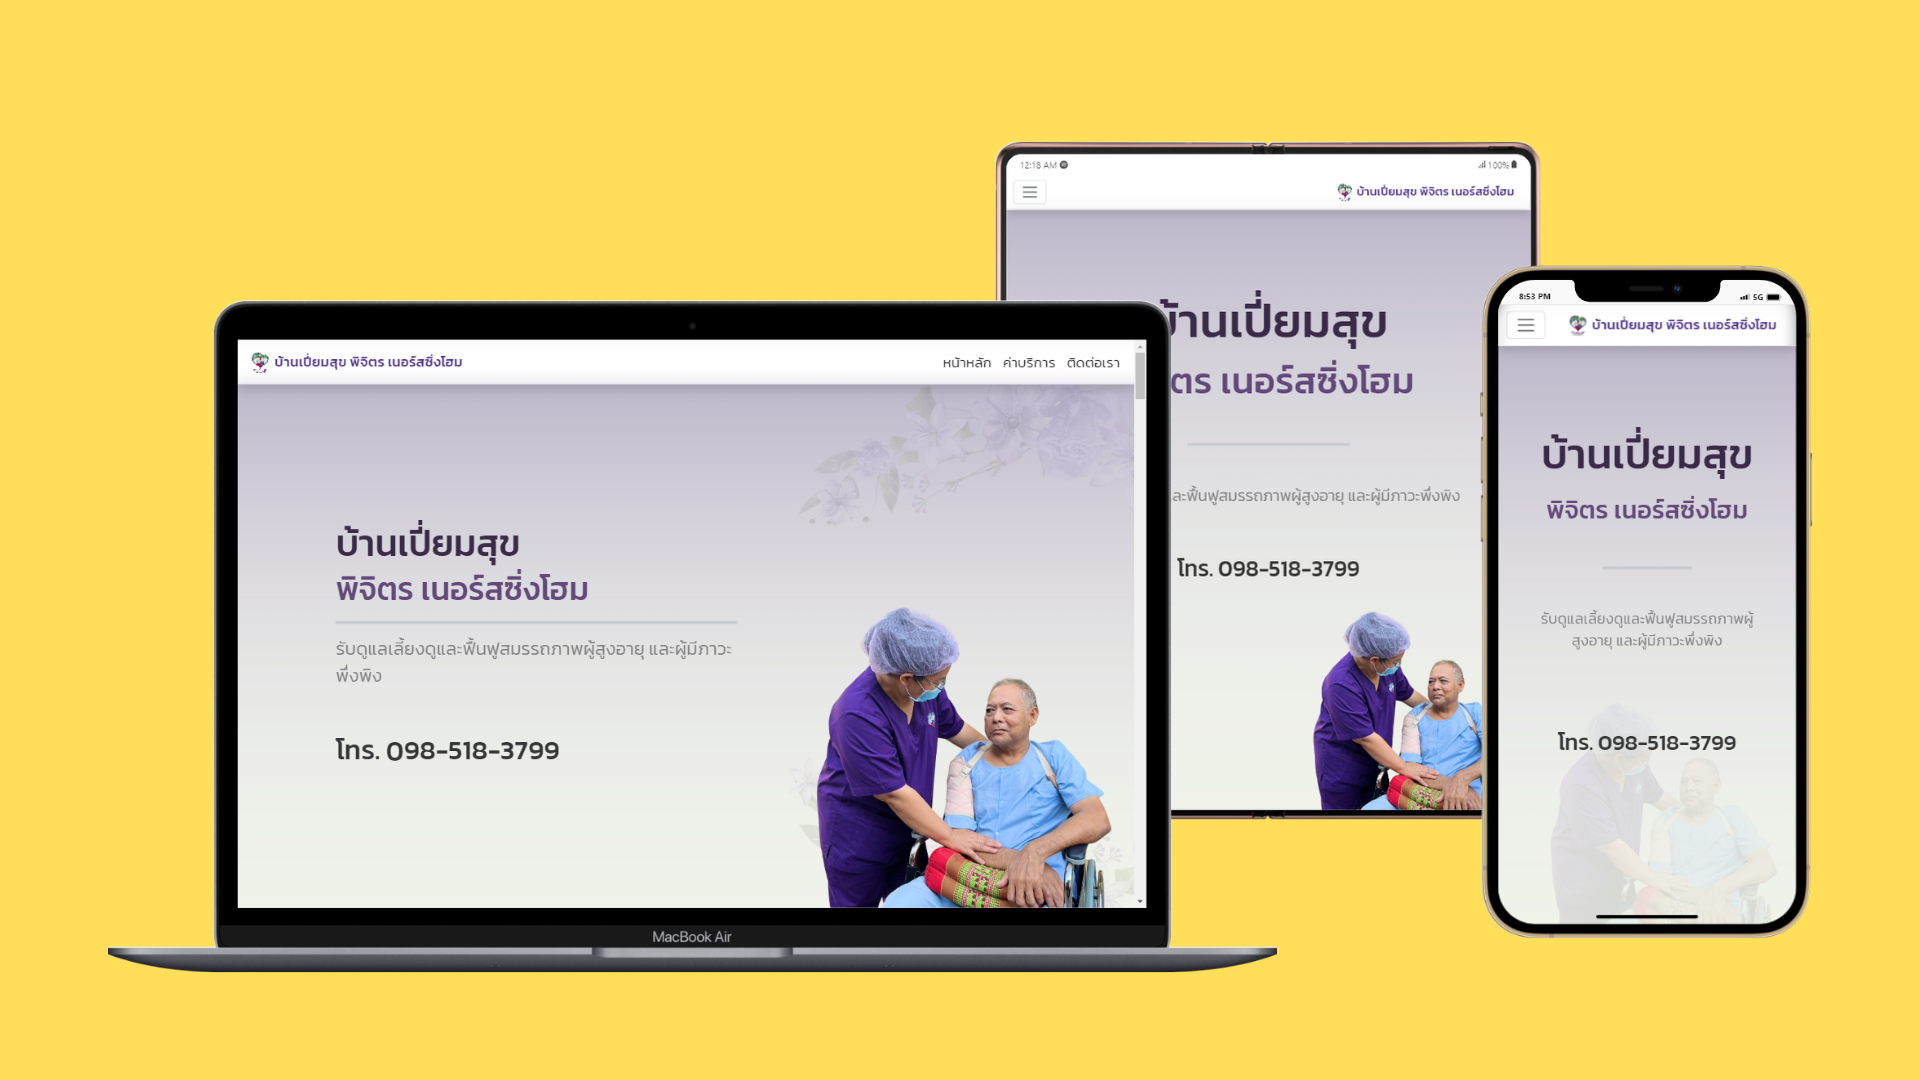 บ้านเปี่ยมสุข พิจิตร เนอร์สซิ่งโฮม
หน้าหลัก ค่าบริการ ติดต่อเรา
บ้านเปี่ยมสุข
พิจิตร เนอร์สซิ่งโฮม
รับดูแลเลี้ยงดูและฟื้นฟูสมรรถภาพผู้สูงอายุ และผู้มีภาวะ
พึ่งพิง
โทร. 098-518-3799
MacBook Air
12:18 AM
100%
บ้านเปี่ยมสุข พิจิตร เนอร์สซิ่งโฮม
บ้านเปี่ยมสุข
ตร เนอร์สซิ่งโฮม
ละฟื้นฟูสมรรถภาพผู้สูงอายุ และผู้มีภาวะพึ่งพิง
โทร. 098-518-3799
8:53 PM
5G
บ้านเปี่ยมสุข พิจิตร เนอร์สซิ่งโฮม
บ้านเปี่ยมสุข
พิจิตร เนอร์สซิ่งโฮม
รับดูแลเลี้ยงดูและฟื้นฟูสมรรถภาพผู้
สูงอายุ และผู้มีภาวะพึ่งพิง
โทร. 098-518-3799